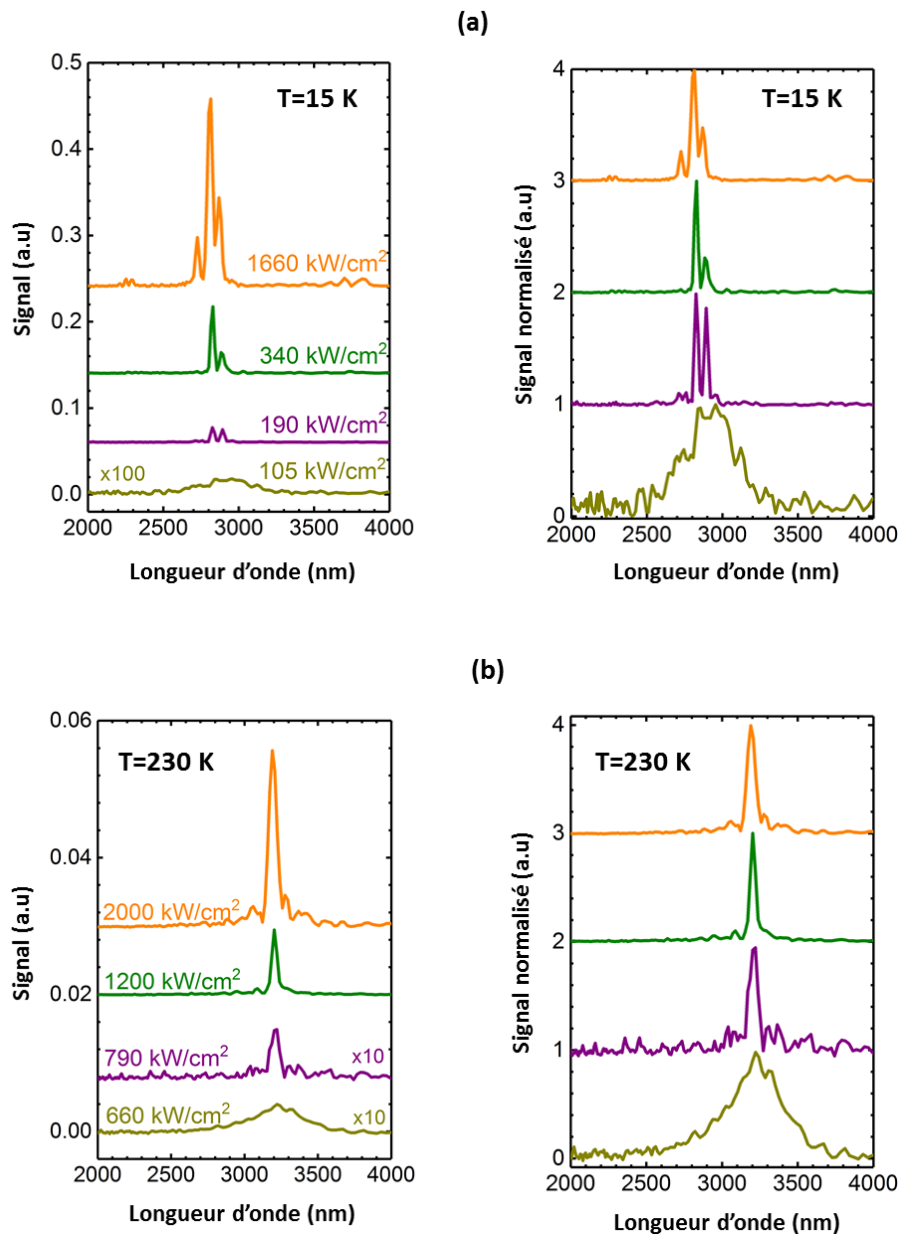 (a)
Signal (a.u)
0.5
0.4
0.3
0.2
0.1
0.0
T=15 K
1660 kW/cm²
340 kW/cm²
190 kW/cm²
x100
105 kW/cm²
2000 2500 3000 3500 4000
Longueur d'onde (nm)
Signal normalisé (a.u)
4
3
2
1
0
T=15 K
2000 2500 3000 3500 4000
Longueur d'onde (nm)
(b)
Signal (a.u)
0.06
0.04
0.02
0.00
T=230 K
2000 kW/cm²
1200 kW/cm²
790 kW/cm²
x10
660 kW/cm²
x10
2000 2500 3000 3500 4000
Longueur d'onde (nm)
Signal normalisé (a.u)
4
3
2
1
0
T=230 K
2000 2500 3000 3500 4000
Longueur d'onde (nm)